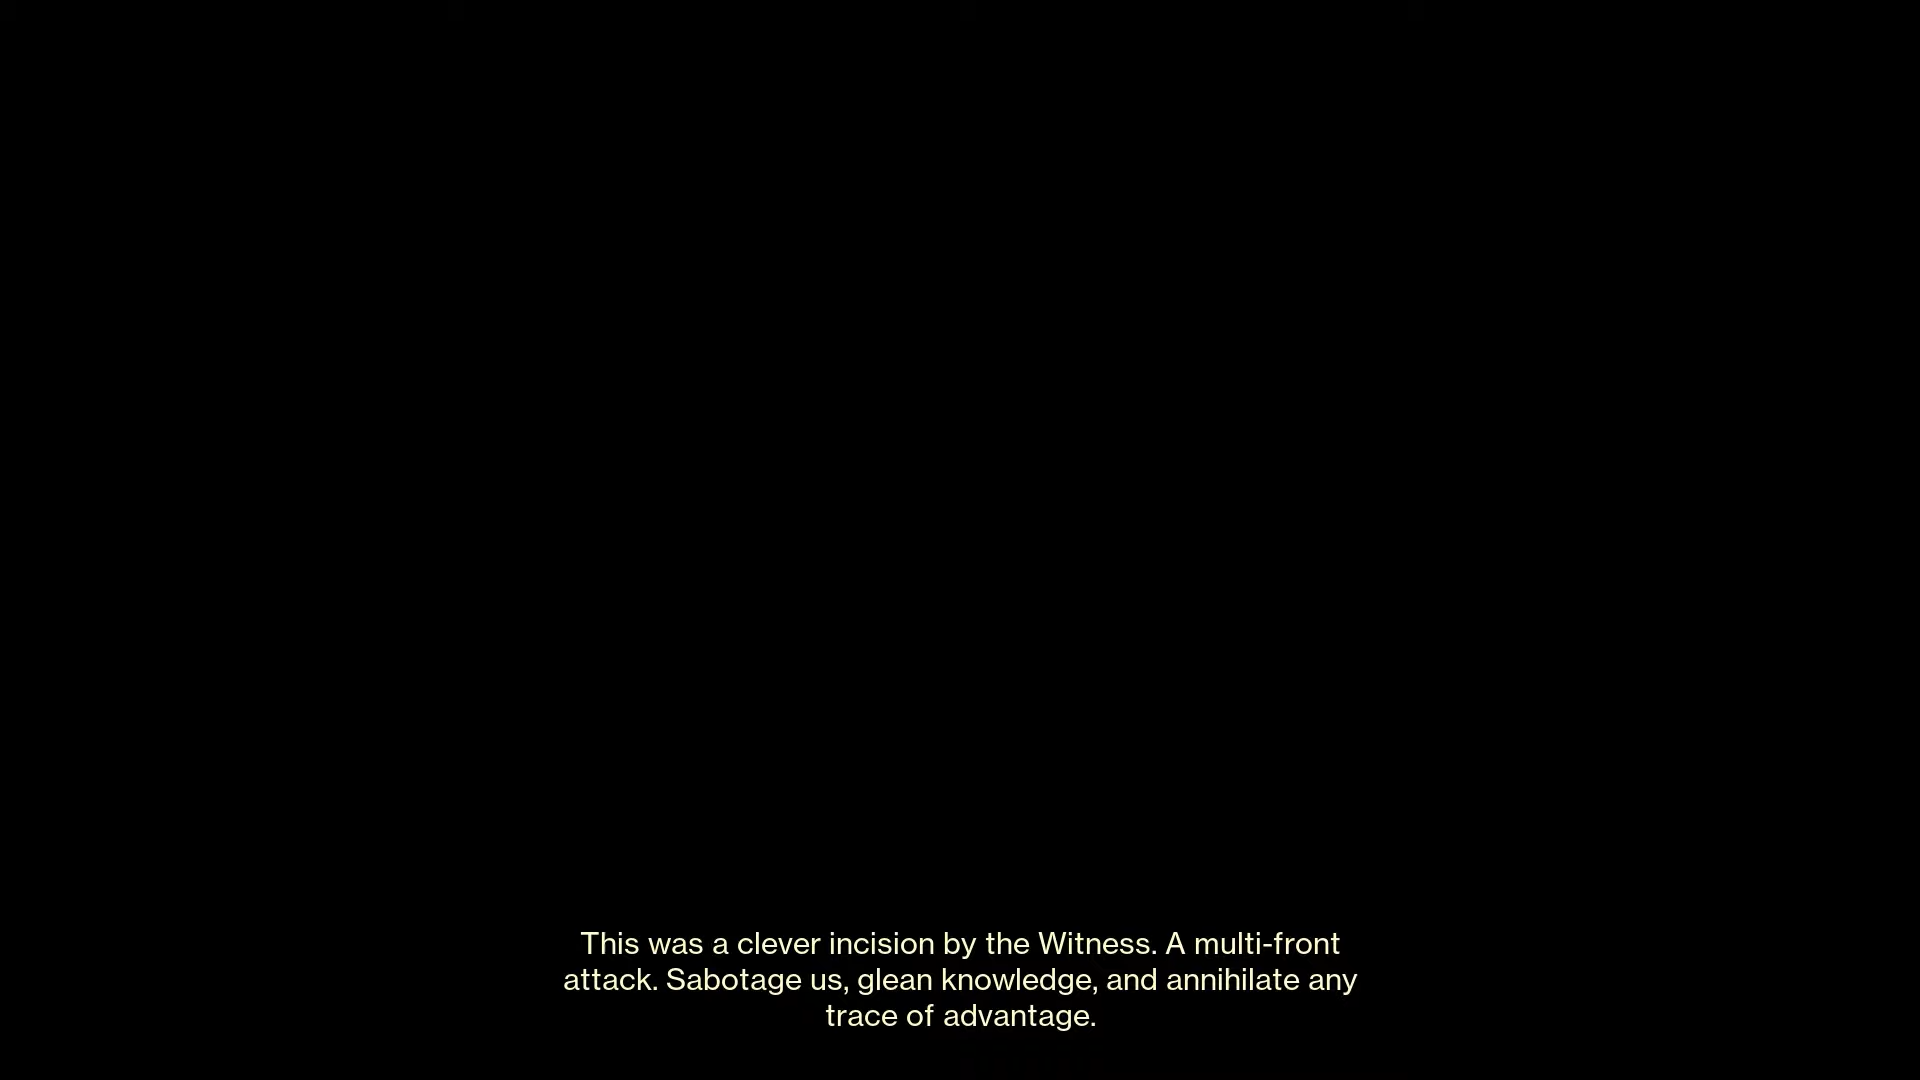 This was a clever incision by the Witness. A multi-front
attack. Sabotage us, glean knowledge, and annihilate any
trace of advantage.